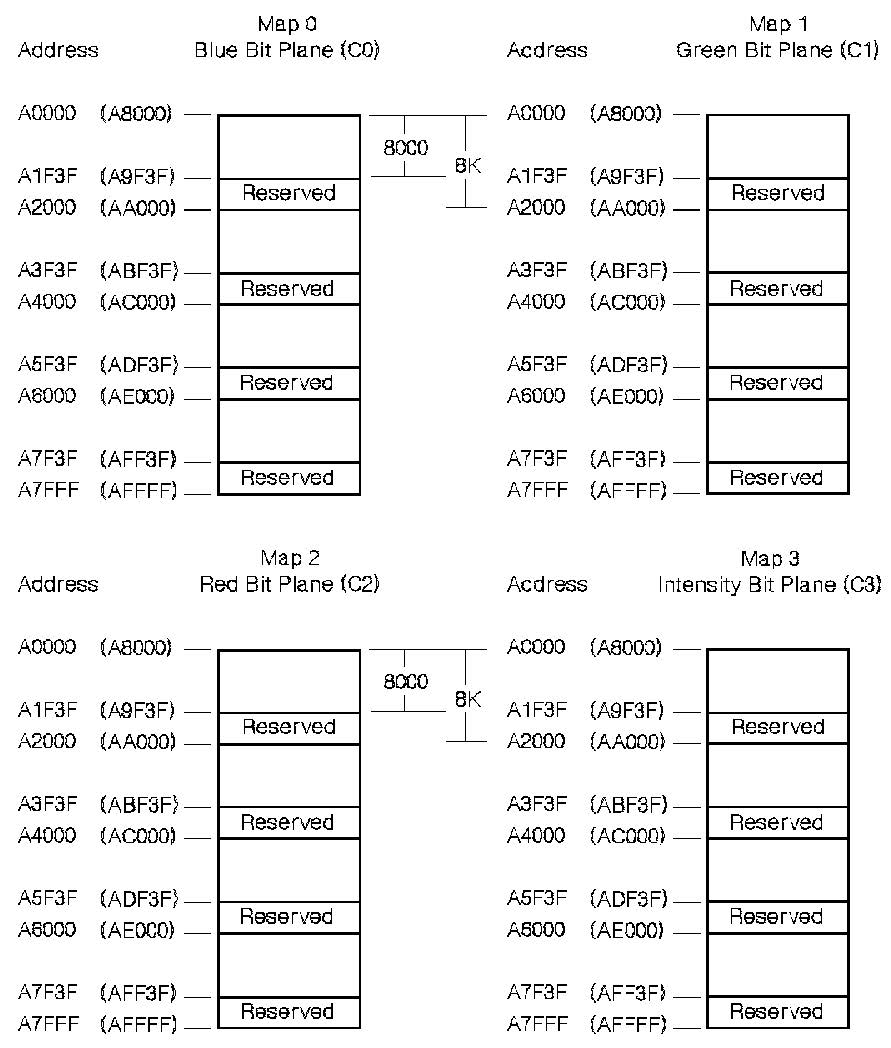 Map 0
Address Blue Bit Plane (C0)
A0000 (A8000)
8000
8K
A1F3F (A9F3F)
Reserved
A2000 (AA000)
A3F3F (ABF3F)
Reserved
A4000 (AC000)
A5F3F (ADF3F)
Reserved
A6000 (AE000)
A7F3F (AFF3F)
Reserved
A7FFF (AFFFF)
Map 1
Address Green Bit Plane (C1)
A0000 (A8000)
A1F3F (A9F3F)
Reserved
A2000 (AA000)
A3F3F (ABF3F)
Reserved
A4000 (AC000)
A5F3F (ADF3F)
Reserved
A6000 (AE000)
A7F3F (AFF3F)
Reserved
A7FFF (AFFFF)
Map 2
Address Red Bit Plane (C2)
A0000 (A8000)
8000
8K
A1F3F (A9F3F)
Reserved
A2000 (AA000)
A3F3F (ABF3F)
Reserved
A4000 (AC000)
A5F3F (ADF3F)
Reserved
A6000 (AE000)
A7F3F (AFF3F)
Reserved
A7FFF (AFFFF)
Map 3
Address Intensity Bit Plane (C3)
A0000 (A8000)
A1F3F (A9F3F)
Reserved
A2000 (AA000)
A3F3F (ABF3F)
Reserved
A4000 (AC000)
A5F3F (ADF3F)
Reserved
A6000 (AE000)
A7F3F (AFF3F)
Reserved
A7FFF (AFFFF)